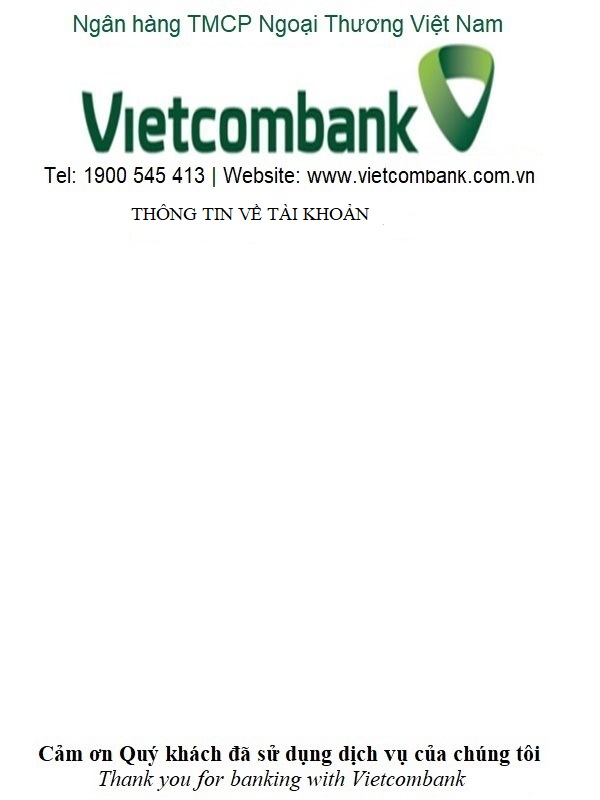 Ngân hàng TMCP Ngoại Thương Việt Nam
Vietcombank
Tel: 1900 545 413 | Website: www.vietcombank.com.vn
THÔNG TIN VỀ TÀI KHOẢN
Cảm ơn Quý khách đã sử dụng dịch vụ của chúng tôi
Thank you for banking with Vietcombank